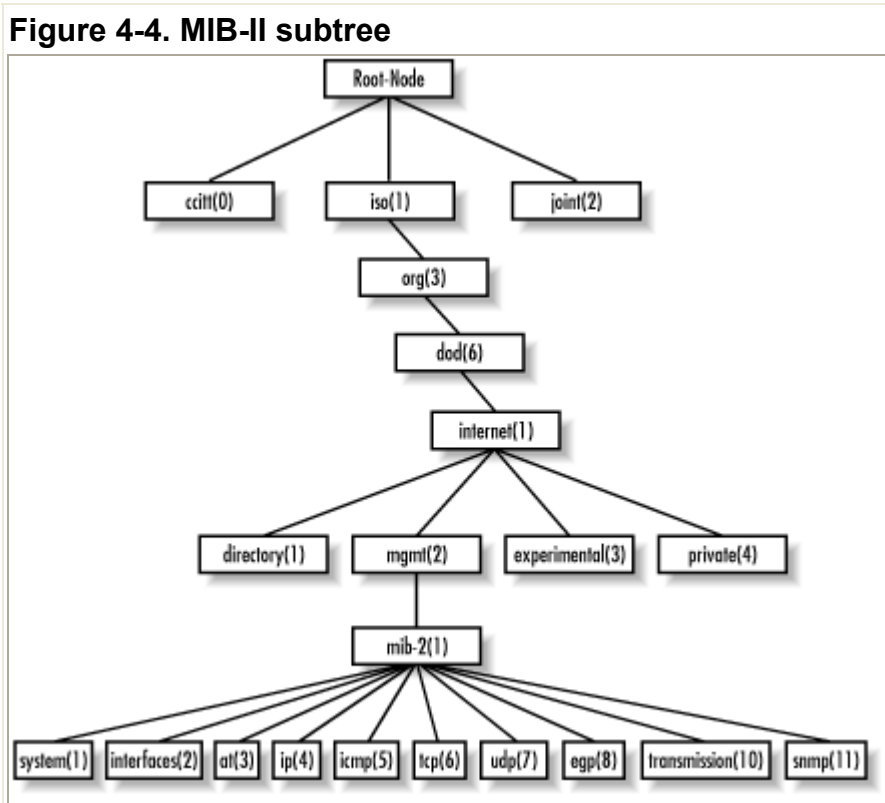 Figure 4-4. MIB-II subtree
Root-Node
ccitt(0) iso(1) joint(2)
org(3)
dod(6)
internet(1)
directory(1) mgmt(2) experimental(3) private(4)
mib-2(1)
system(1) interfaces(2) at(3) ip(4) icmp(5) tcp(6) udp(7) egp(8) transmission(10) snmp(11)